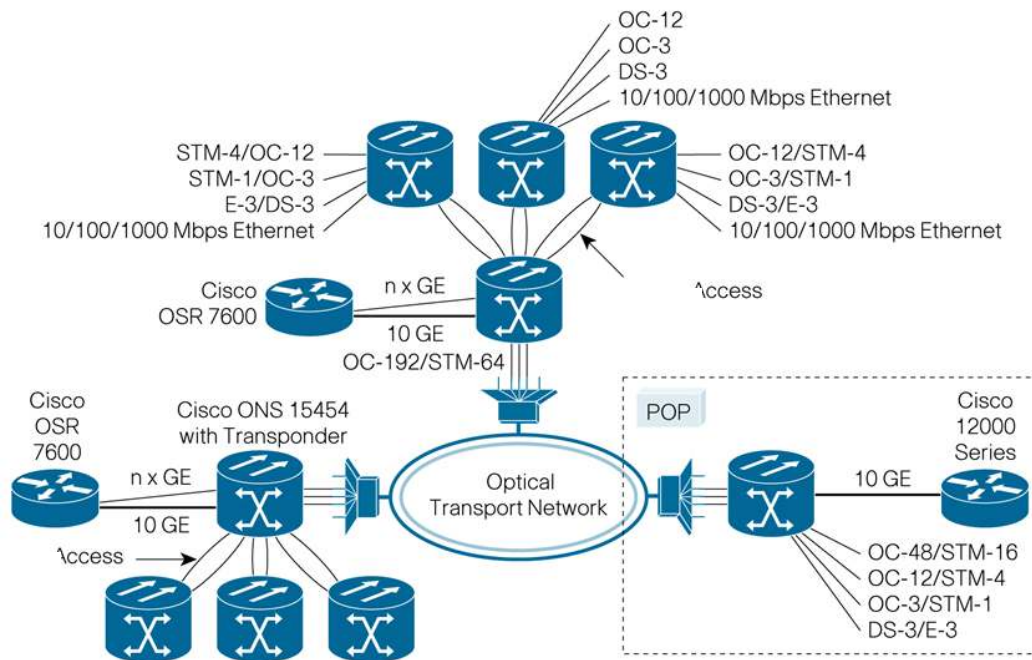 OC-12
OC-3
DS-3
10/100/1000 Mbps Ethernet
STM-4/OC-12
STM-1/OC-3
E-3/DS-3
10/100/1000 Mbps Ethernet
OC-12/STM-4
OC-3/STM-1
DS-3/E-3
10/100/1000 Mbps Ethernet
Cisco
OSR 7600
n x GE
10 GE
Access
OC-192/STM-64
Cisco
OSR
7600
Cisco ONS 15454
with Transponder
n x GE
10 GE
Access
Optical
Transport Network
POP
Cisco
12000
Series
10 GE
OC-48/STM-16
OC-12/STM-4
OC-3/STM-1
DS-3/E-3